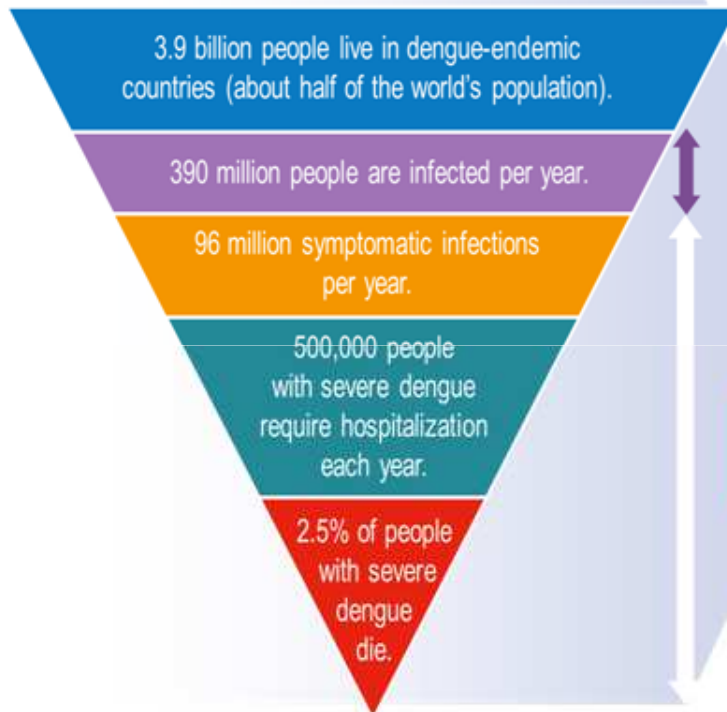 3.9 billion people live in dengue-endemic
countries (about half of the world's population).
390 million people are infected per year.
96 million symptomatic infections
per year.
500,000 people
with severe dengue
require hospitalization
each year.
2.5% of people
with severe
dengue
die.